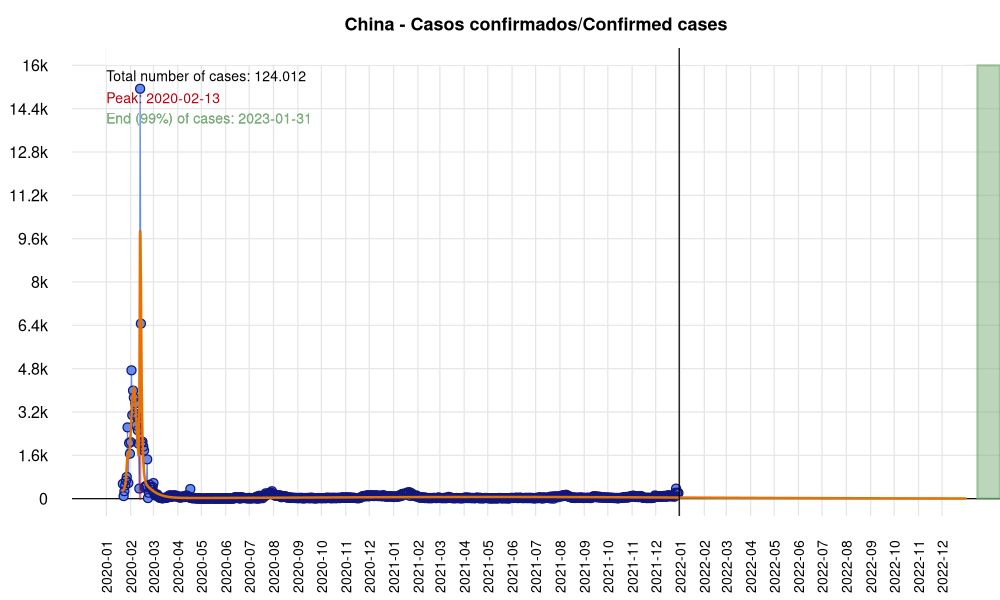 China - Casos confirmados/Confirmed cases
Total number of cases: 124.012
Peak: 2020-02-13
End (99%) of cases: 2023-01-31
16k
14.4k
12.8k
11.2k
9.6k
8k
6.4k
4.8k
3.2k
1.6k
0
2020-01
2020-02
2020-03
2020-04
2020-05
2020-06
2020-07
2020-08
2020-09
2020-10
2020-11
2020-12
2021-01
2021-02
2021-03
2021-04
2021-05
2021-06
2021-07
2021-08
2021-09
2021-10
2021-11
2021-12
2022-01
2022-02
2022-03
2022-04
2022-05
2022-06
2022-07
2022-08
2022-09
2022-10
2022-11
2022-12